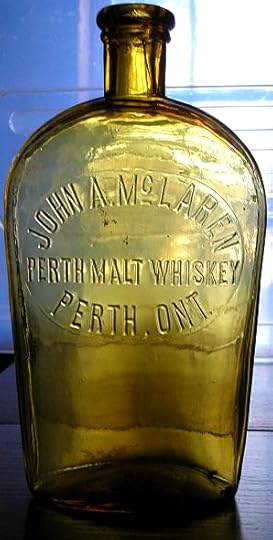 JOHN A. McLAREN
PERTH MALT WHISKEY
PERTH, ONT